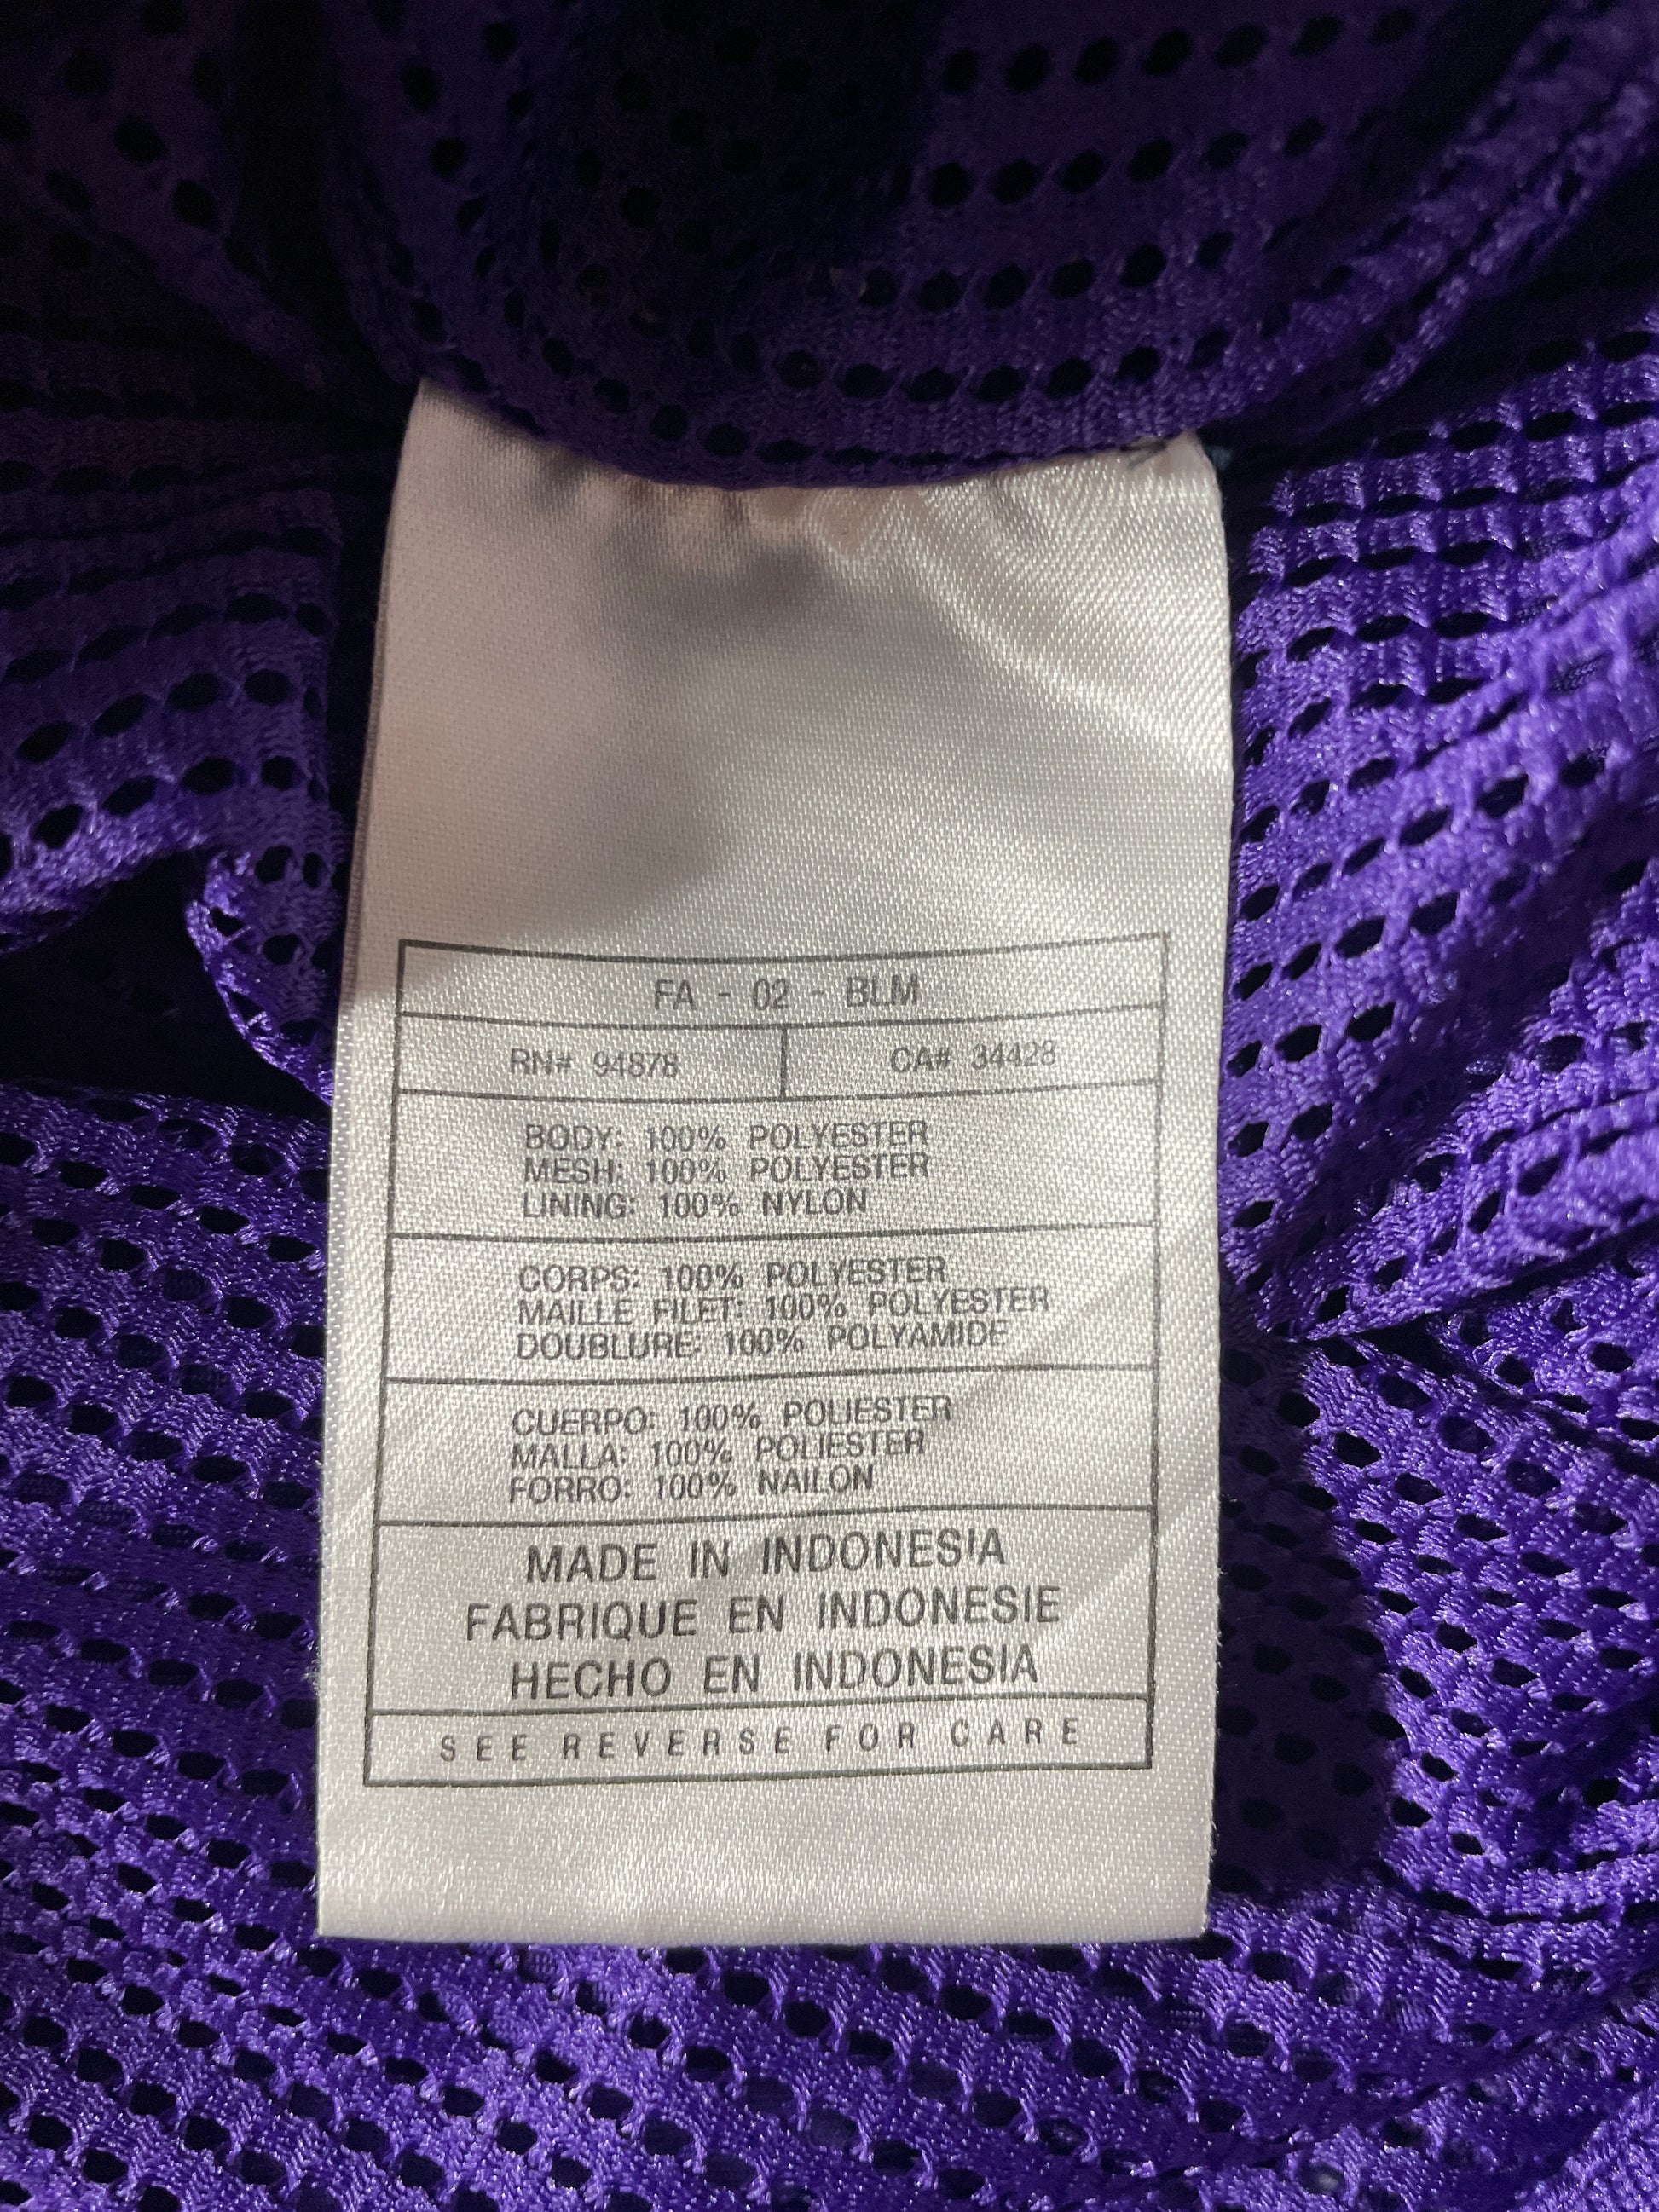 FA - 02 - BLM
RN# 94878 CA# 34428
BODY: 100% POLYESTER
MESH: 100% POLYESTER
LINING: 100% NYLON
CORPS: 100% POLYESTER
MAILLE FILET: 100% POLYESTER
DOUBLURE: 100% POLYAMIDE
CUERPO: 100% POLIESTER
MALLA: 100% POLIESTER
FORRO: 100% NAILON
MADE IN INDONESIA
FABRIQUE EN INDONESIE
HECHO EN INDONESIA
SEE REVERSE FOR CARE